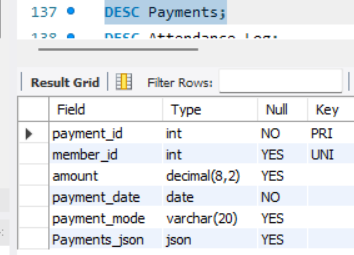 137 DESC Payments;
138 DESC Attendance_Log;
Result Grid Filter Rows:
Field Type Null Key
payment_id int NO PRI
member_id int YES UNI
amount decimal(8,2) YES
payment_date date NO
payment_mode varchar(20) YES
Payments_json json YES